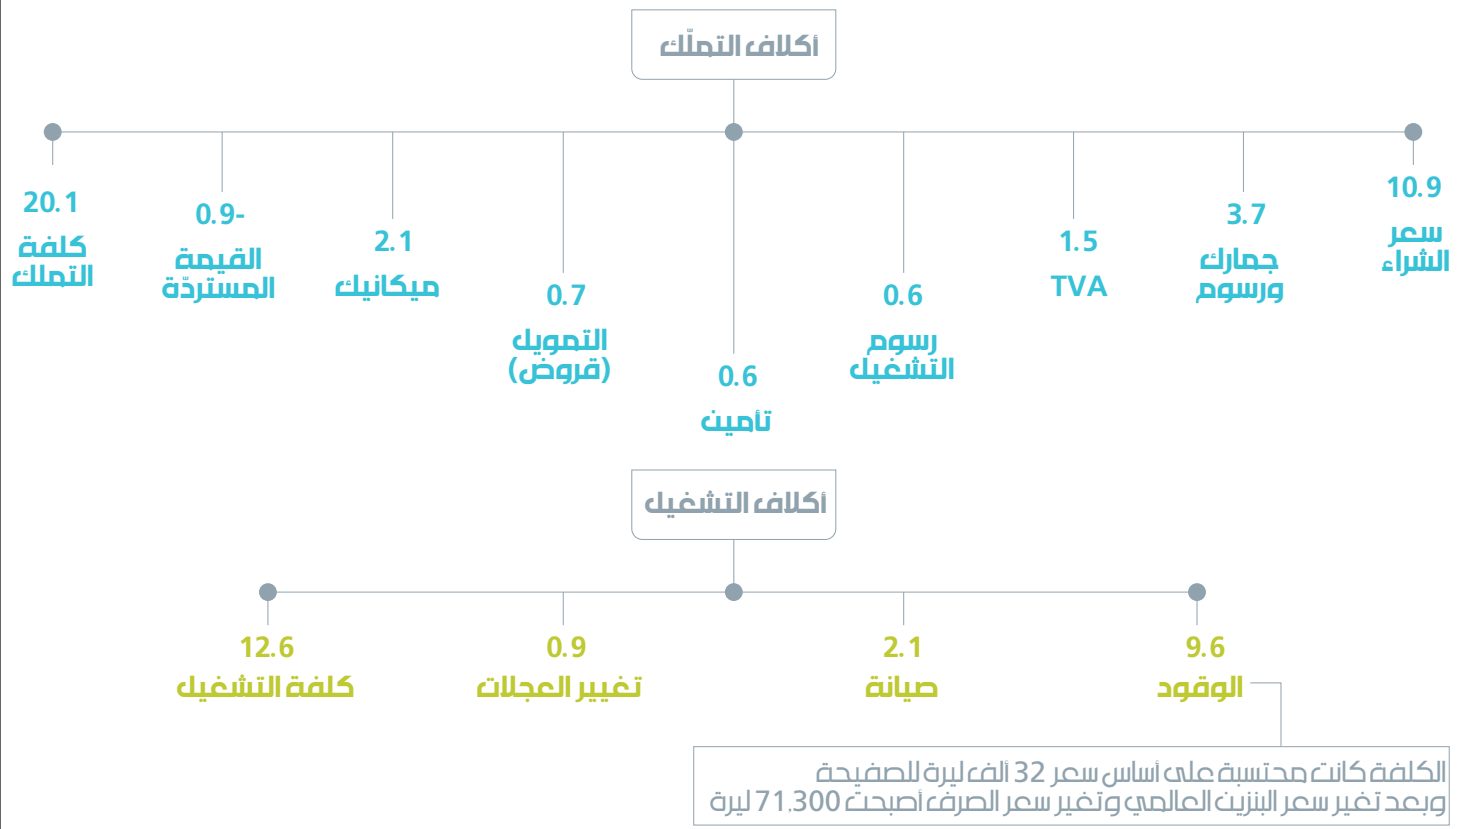 أكلاف التملّك
10.9
سعر
الشراء
3.7
جمارك
ورسوم
1.5
TVA
0.6
رسوم
التشغيل
0.6
تأمين
0.7
التمويل
(قروض)
2.1
ميكانيك
0.9-
القيمة
المستردّة
20.1
كلفة
التملك
أكلاف التشغيل
9.6
الوقود
2.1
صيانة
0.9
تغيير العجلات
12.6
كلفة التشغيل
الكلفة كانت محتسبة على أساس سعر 32 ألف ليرة للصفيحة
وبعد تغير سعر البنزين العالمي وتغير سعر الصرف أصبحت 71.300 ليرة